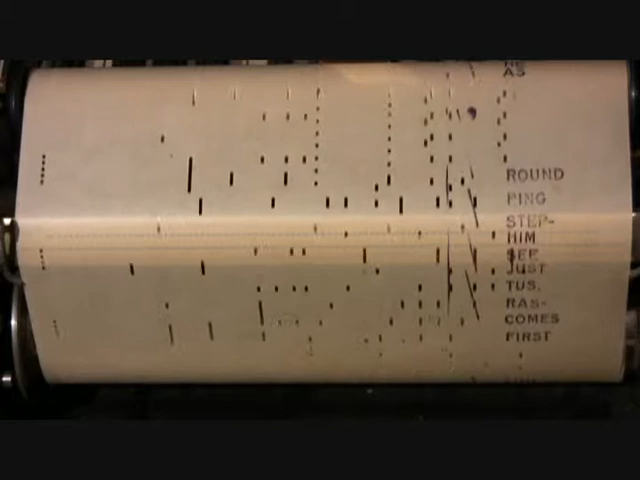 AS
ROUND
PING
STEP-
HIM
SEE
JUST
TUS.
RAS-
COMES
FIRST